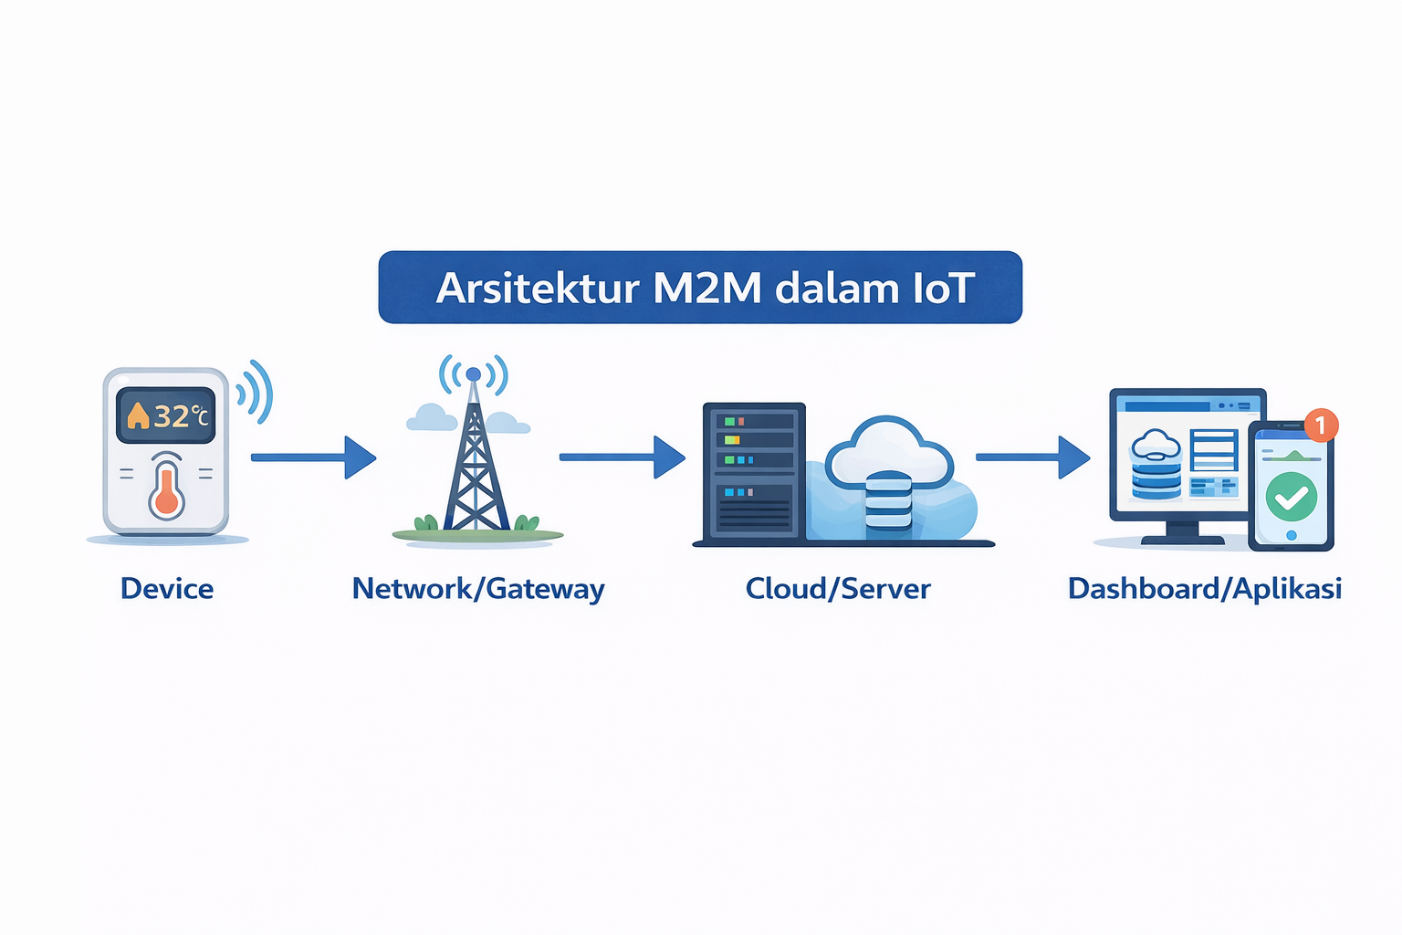 Arsitektur M2M dalam IoT
32°C
1
Device
Network/Gateway
Cloud/Server
Dashboard/Aplikasi